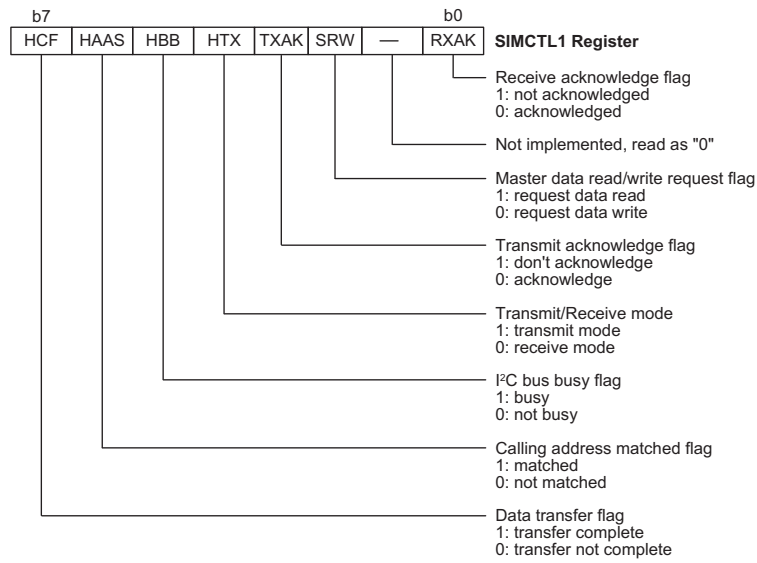 b7 b0
HCF HAAS HBB HTX TXAK SRW — RXAK SIMCTL1 Register
Receive acknowledge flag
1: not acknowledged
0: acknowledged
Not implemented, read as "0"
Master data read/write request flag
1: request data read
0: request data write
Transmit acknowledge flag
1: don't acknowledge
0: acknowledge
Transmit/Receive mode
1: transmit mode
0: receive mode
I²C bus busy flag
1: busy
0: not busy
Calling address matched flag
1: matched
0: not matched
Data transfer flag
1: transfer complete
0: transfer not complete